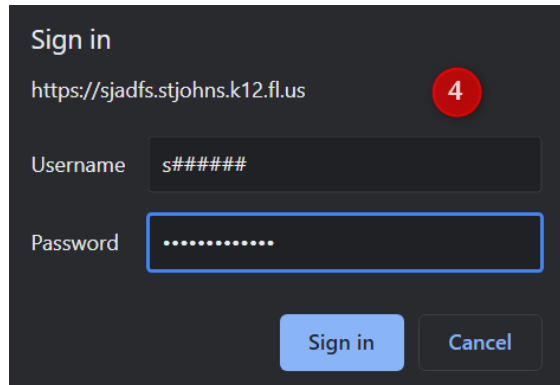 Sign in
https://sjadfs.stjohns.k12.fl.us
4
Username s######
Password •••••••••••••
Sign in Cancel